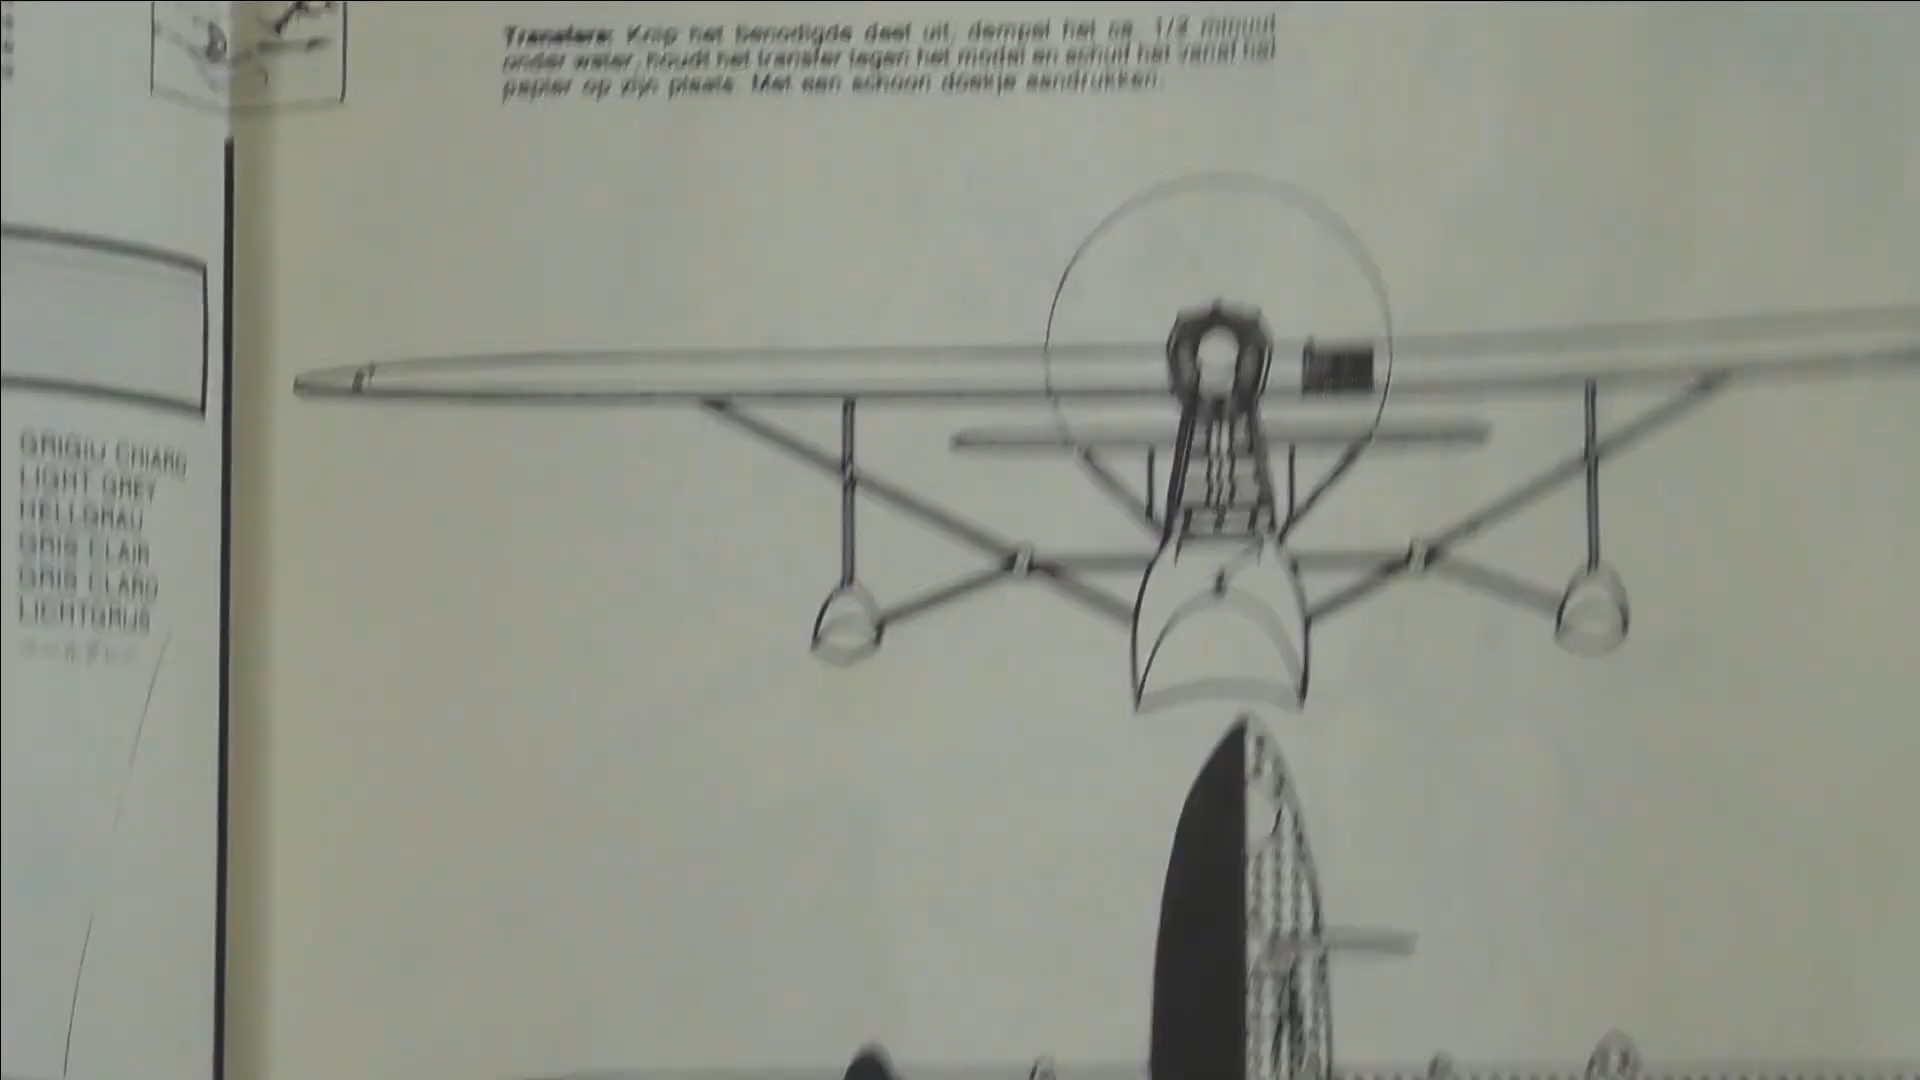 Transfers: Knip het benodigde deel uit, dompel het ca. 1/2 minuut
onder water, houdt het transfer tegen het model en schuif het vanaf het
papier op zijn plaats. Met een schoon doekje aandrukken.
GRIGIO CHIARO
LIGHT GREY
HELLGRAU
GRIS CLAIR
GRIS CLARO
LICHTGRIJS